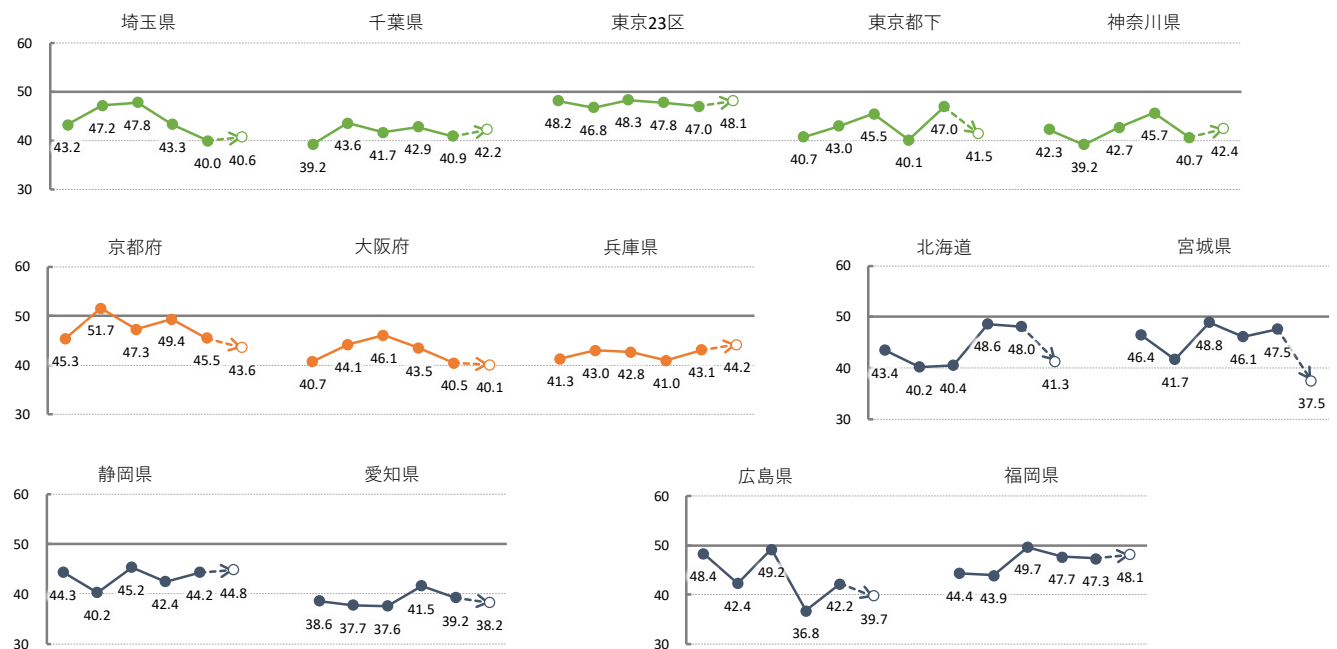 埼玉県 千葉県 東京23区 東京都下 神奈川県
60
50
40
30
43.2 47.2 47.8 43.3 40.0 40.6
39.2 43.6 41.7 42.9 40.9 42.2
48.2 46.8 48.3 47.8 47.0 48.1
40.7 43.0 45.5 40.1 47.0 41.5
42.3 39.2 42.7 45.7 40.7 42.4
京都府 大阪府 兵庫県
60
50
40
30
45.3 51.7 47.3 49.4 45.5 43.6
40.7 44.1 46.1 43.5 40.5 40.1
41.3 43.0 42.8 41.0 43.1 44.2
北海道 宮城県
60
50
40
30
43.4 40.2 40.4 48.6 48.0 41.3
46.4 41.7 48.8 46.1 47.5 37.5
静岡県 愛知県
60
50
40
30
44.3 40.2 45.2 42.4 44.2 44.8
38.6 37.7 37.6 41.5 39.2 38.2
広島県 福岡県
60
50
40
30
48.4 42.4 49.2 36.8 42.2 39.7
44.4 43.9 49.7 47.7 47.3 48.1